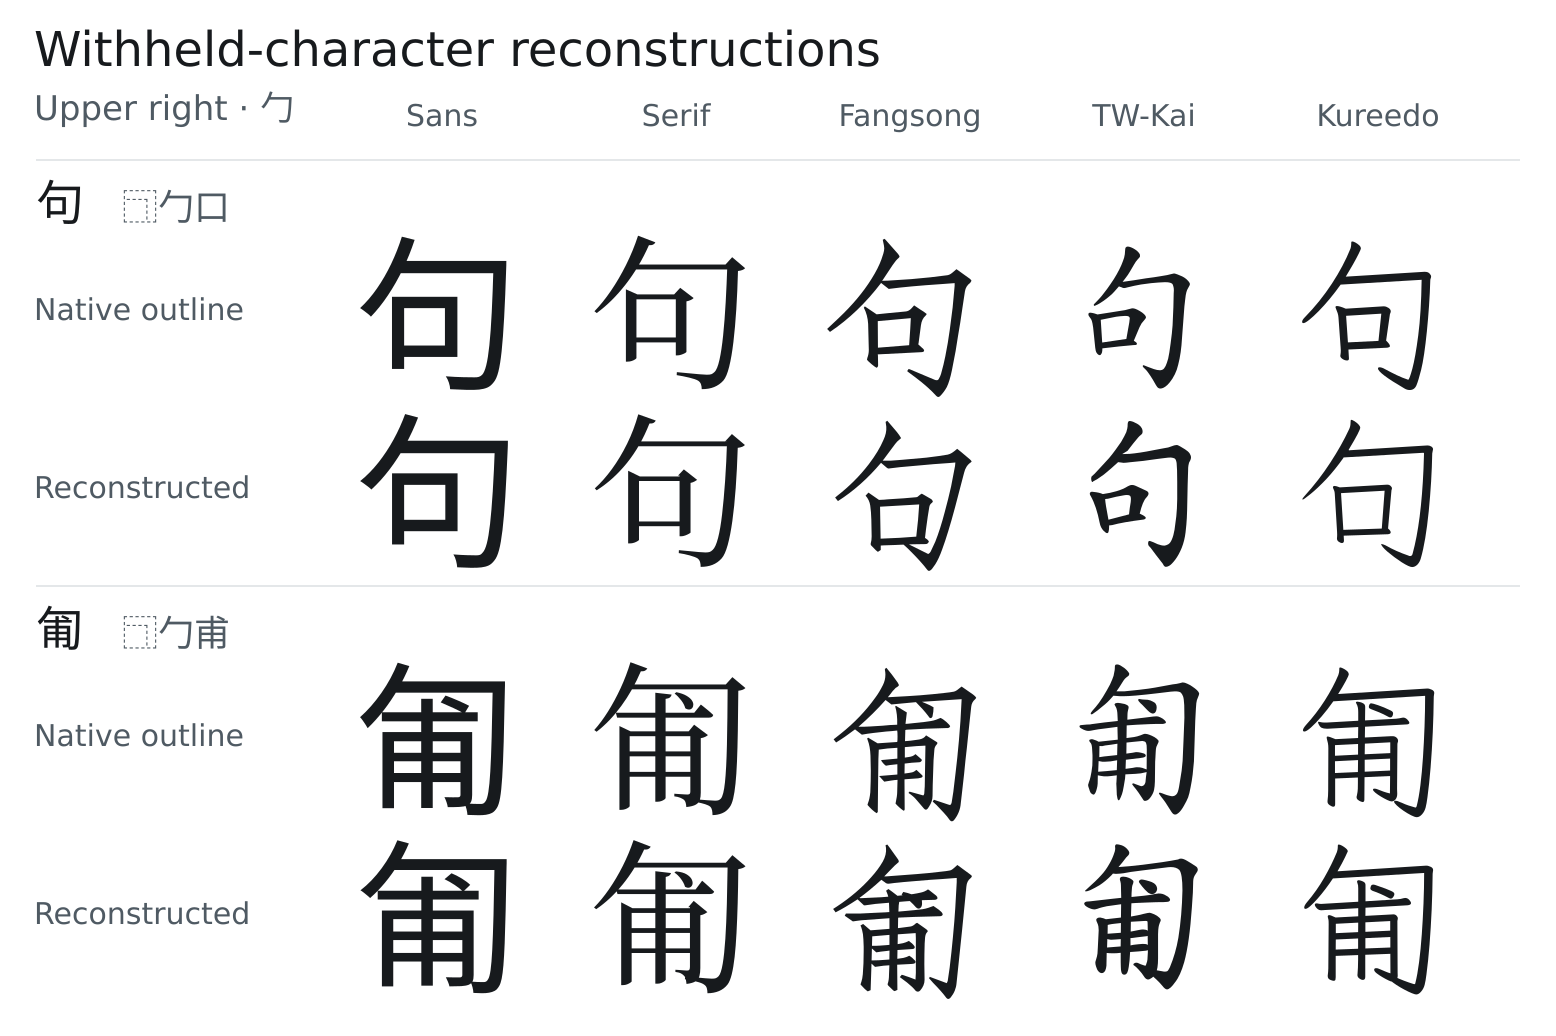 Withheld-character reconstructions
Upper right · 勹 Sans Serif Fangsong TW-Kai Kureedo
句 ⿹勹口
Native outline 句 句 句 句 句
Reconstructed 句 句 句 句 句
匍 ⿹勹甫
Native outline 匍 匍 匍 匍 匍
Reconstructed 匍 匍 匍 匍 匍